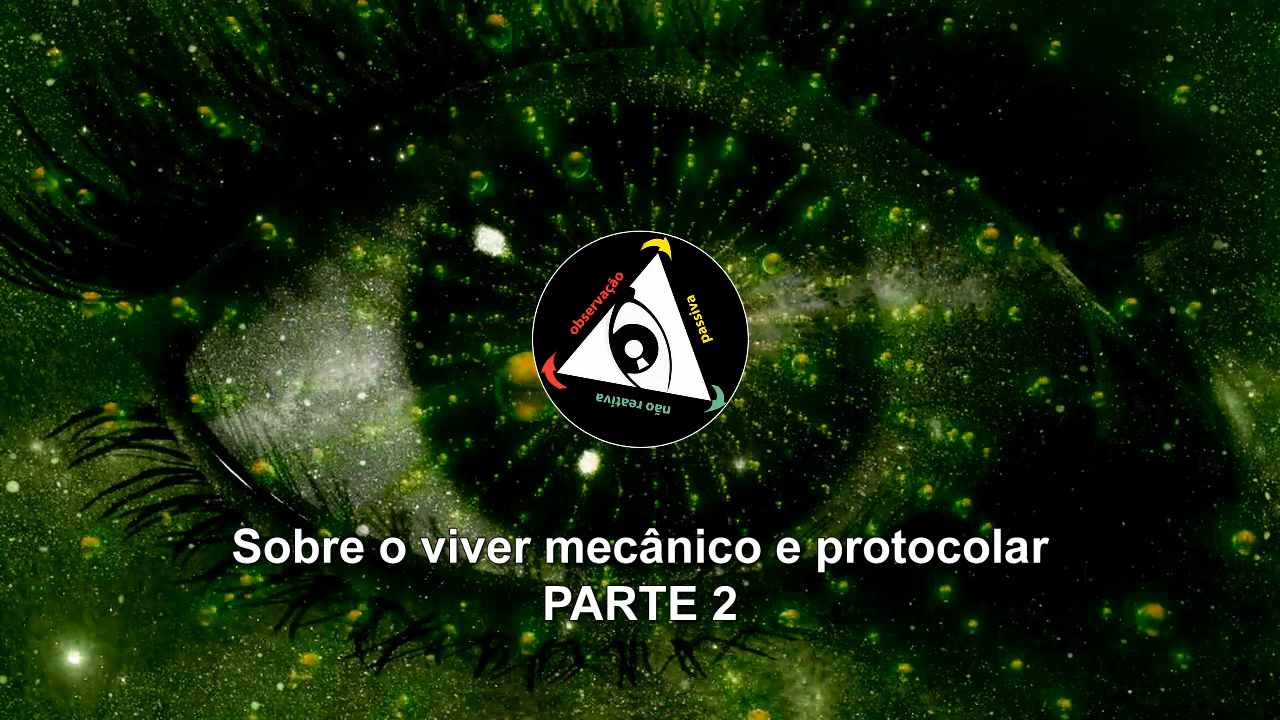 observação
passiva
não reativa
Sobre o viver mecânico e protocolar
PARTE 2